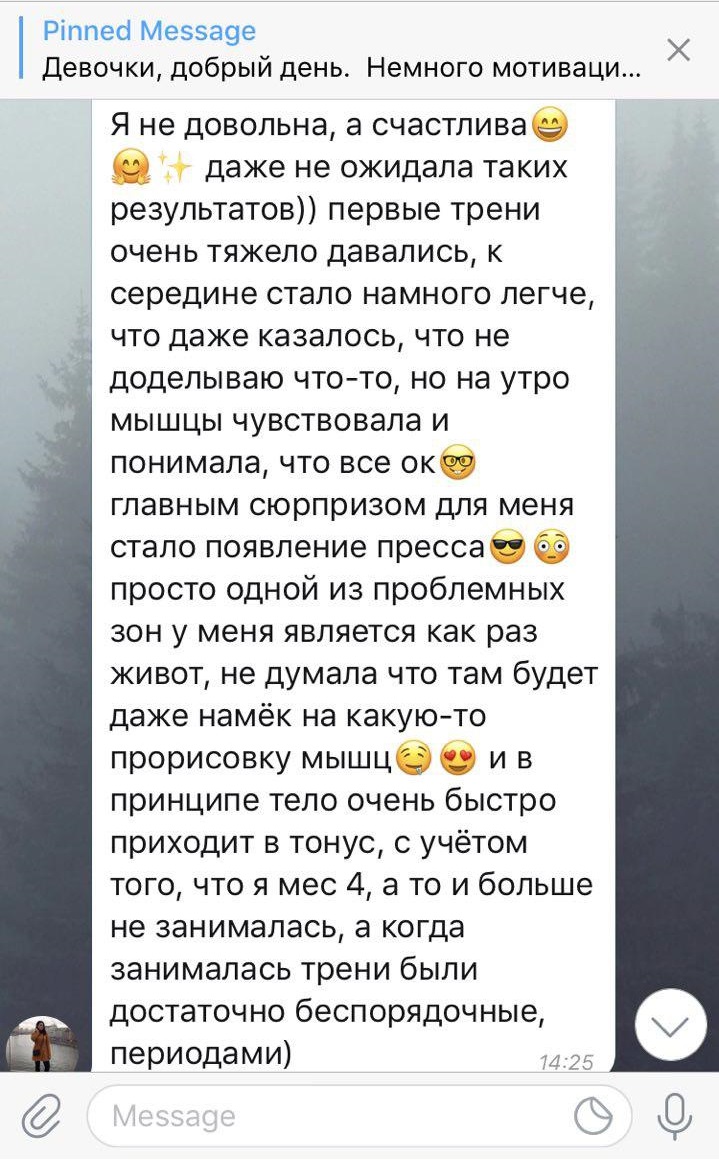 Pinned Message
Девочки, добрый день.  Немного мотиваци...
Я не довольна, а счастлива😄
🤗✨ даже не ожидала таких
результатов)) первые трени
очень тяжело давались, к
середине стало намного легче,
что даже казалось, что не
доделываю что-то, но на утро
мышцы чувствовала и
понимала, что все ок🤓
главным сюрпризом для меня
стало появление пресса😎😳
просто одной из проблемных
зон у меня является как раз
живот, не думала что там будет
даже намёк на какую-то
прорисовку мышц🤤😍 и в
принципе тело очень быстро
приходит в тонус, с учётом
того, что я мес 4, а то и больше
не занималась, а когда
занималась трени были
достаточно беспорядочные,
периодами)
14:25
Message